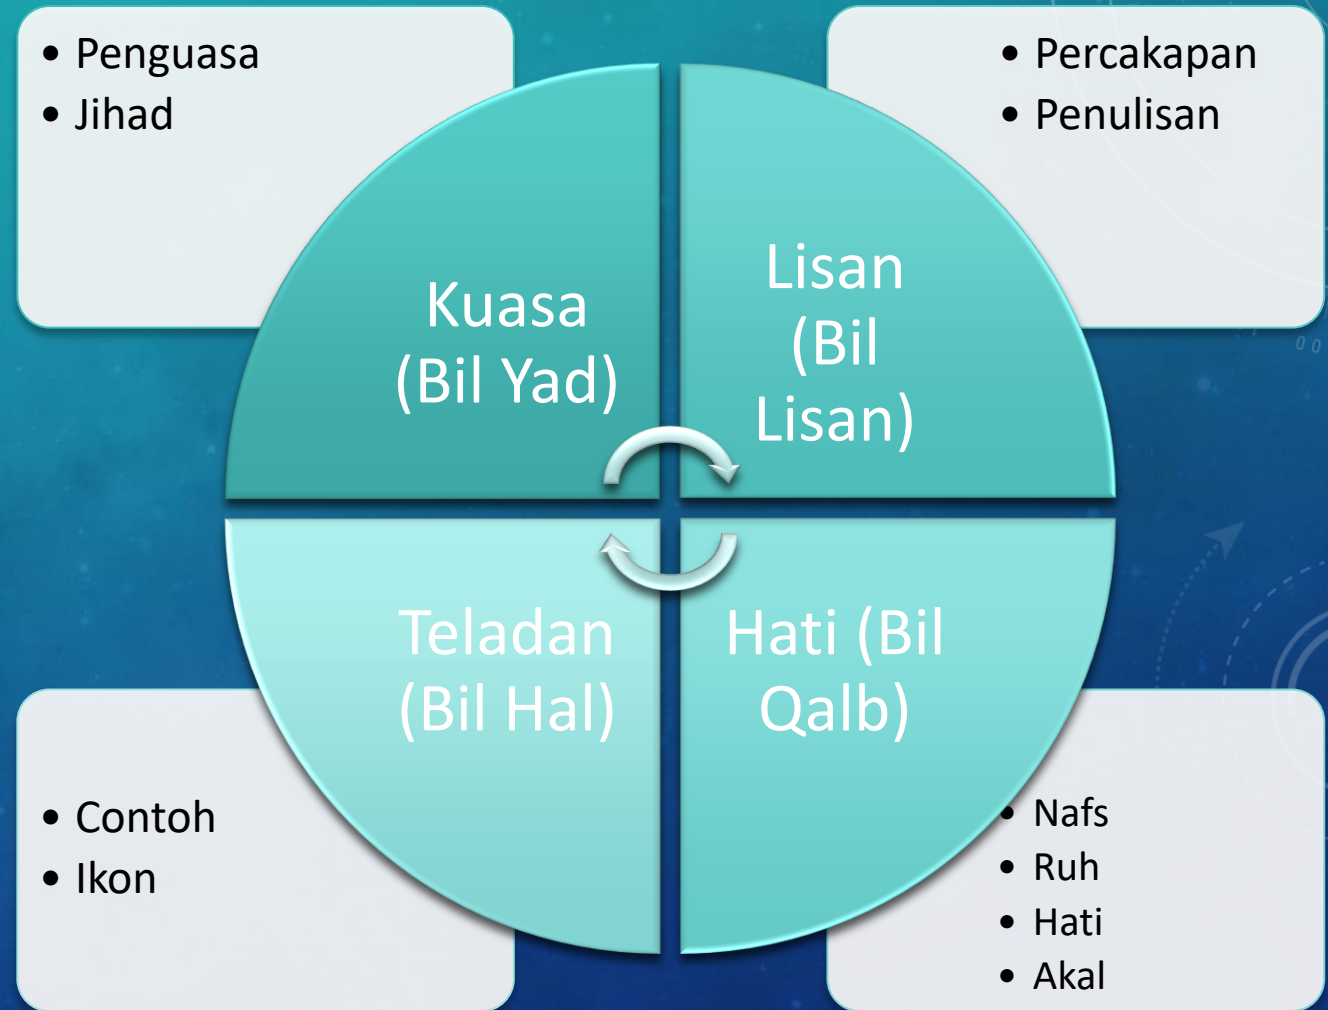 • Penguasa
• Jihad
• Percakapan
• Penulisan
Kuasa
(Bil Yad)
Lisan
(Bil
Lisan)
Teladan
(Bil Hal)
Hati (Bil
Qalb)
• Contoh
• Ikon
• Nafs
• Ruh
• Hati
• Akal